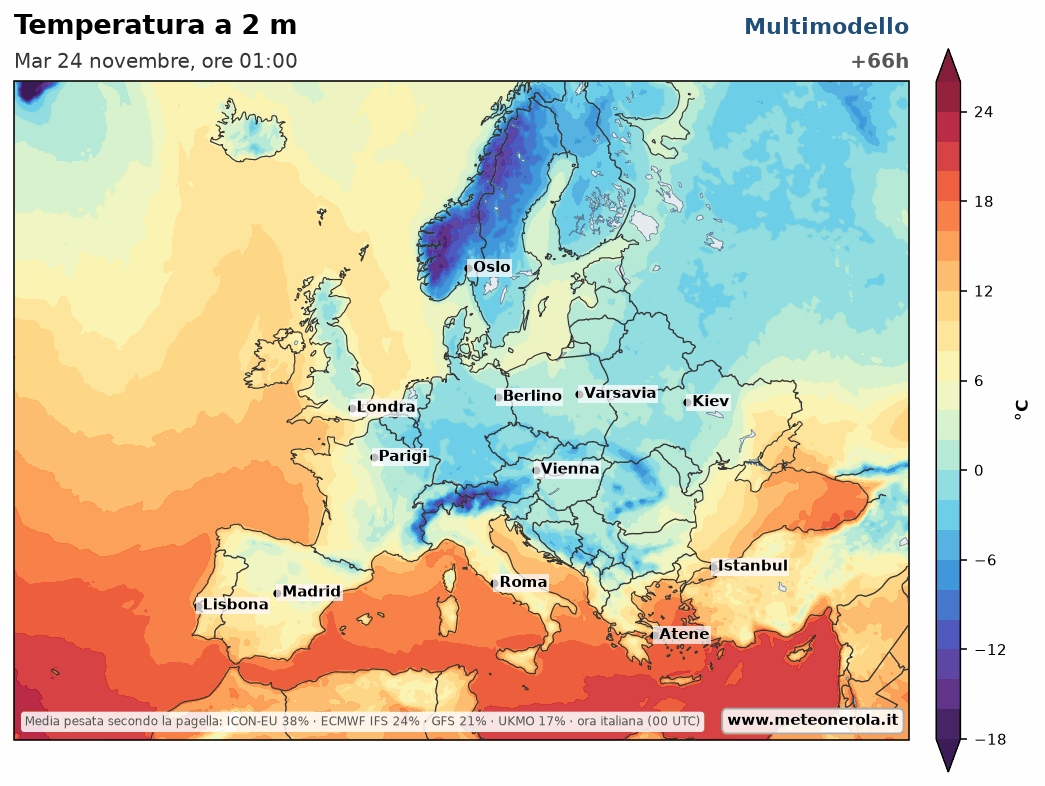 Temperatura a 2 m
Multimodello
Mar 24 novembre, ore 01:00
+66h
24
18
12
6
0
−6
−12
−18
°C
Oslo
Londra
Berlino
Varsavia
Kiev
Parigi
Vienna
Istanbul
Roma
Madrid
Lisbona
Atene
Media pesata secondo la pagella: ICON-EU 38% · ECMWF IFS 24% · GFS 21% · UKMO 17% · ora italiana (00 UTC)
www.meteonerola.it